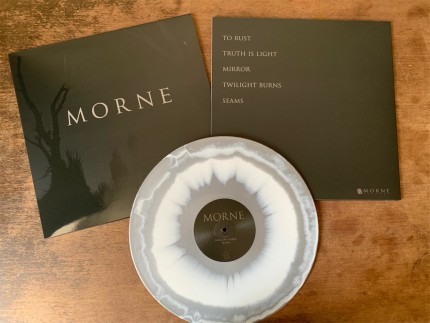 MORNE
TO RUST
TRUTH IS LIGHT
MIRROR
TWILIGHT BURNS
SEAMS
MORNE
MORNE